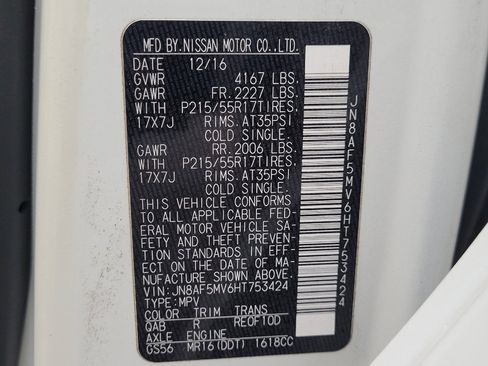 MFD BY.NISSAN MOTOR CO.,LTD.
DATE 12/16
GVWR 4167 LBS.
GAWR FR.2227 LBS.
WITH P215/55R17TIRES.
17X7J RIMS.AT35PSI
COLD SINGLE.
GAWR RR.2006 LBS.
WITH P215/55R17TIRES.
17X7J RIMS.AT35PSI
COLD SINGLE.
THIS VEHICLE CONFORMS
TO ALL APPLICABLE FED-
ERAL MOTOR VEHICLE SA-
FETY AND THEFT PREVEN-
TION STANDARDS IN EFF-
ECT ON THE DATE OF MA-
NUFACTURE SHOWN ABOVE.
VIN:JN8AF5MV6HT753424
TYPE:MPV
COLOR TRIM TRANS
QAB R RE0F10D
AXLE ENGINE
GS56 MR16(DDT) 1618CC
JN8AF5MV6HT753424